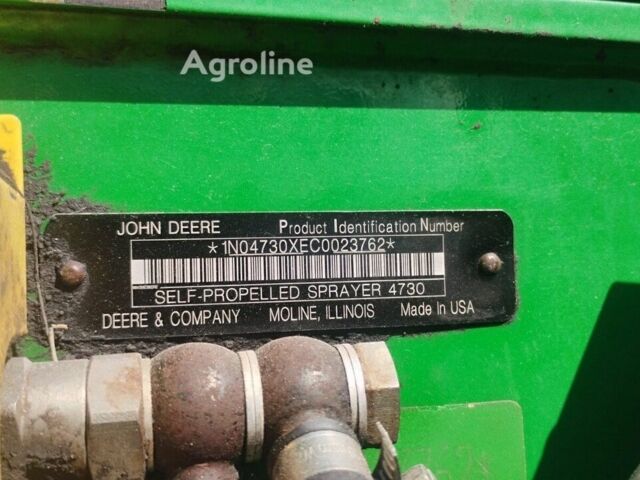 Agroline
JOHN DEERE Product Identification Number
*1N04730XEC0023762*
SELF-PROPELLED SPRAYER 4730
DEERE & COMPANY MOLINE, ILLINOIS Made In USA